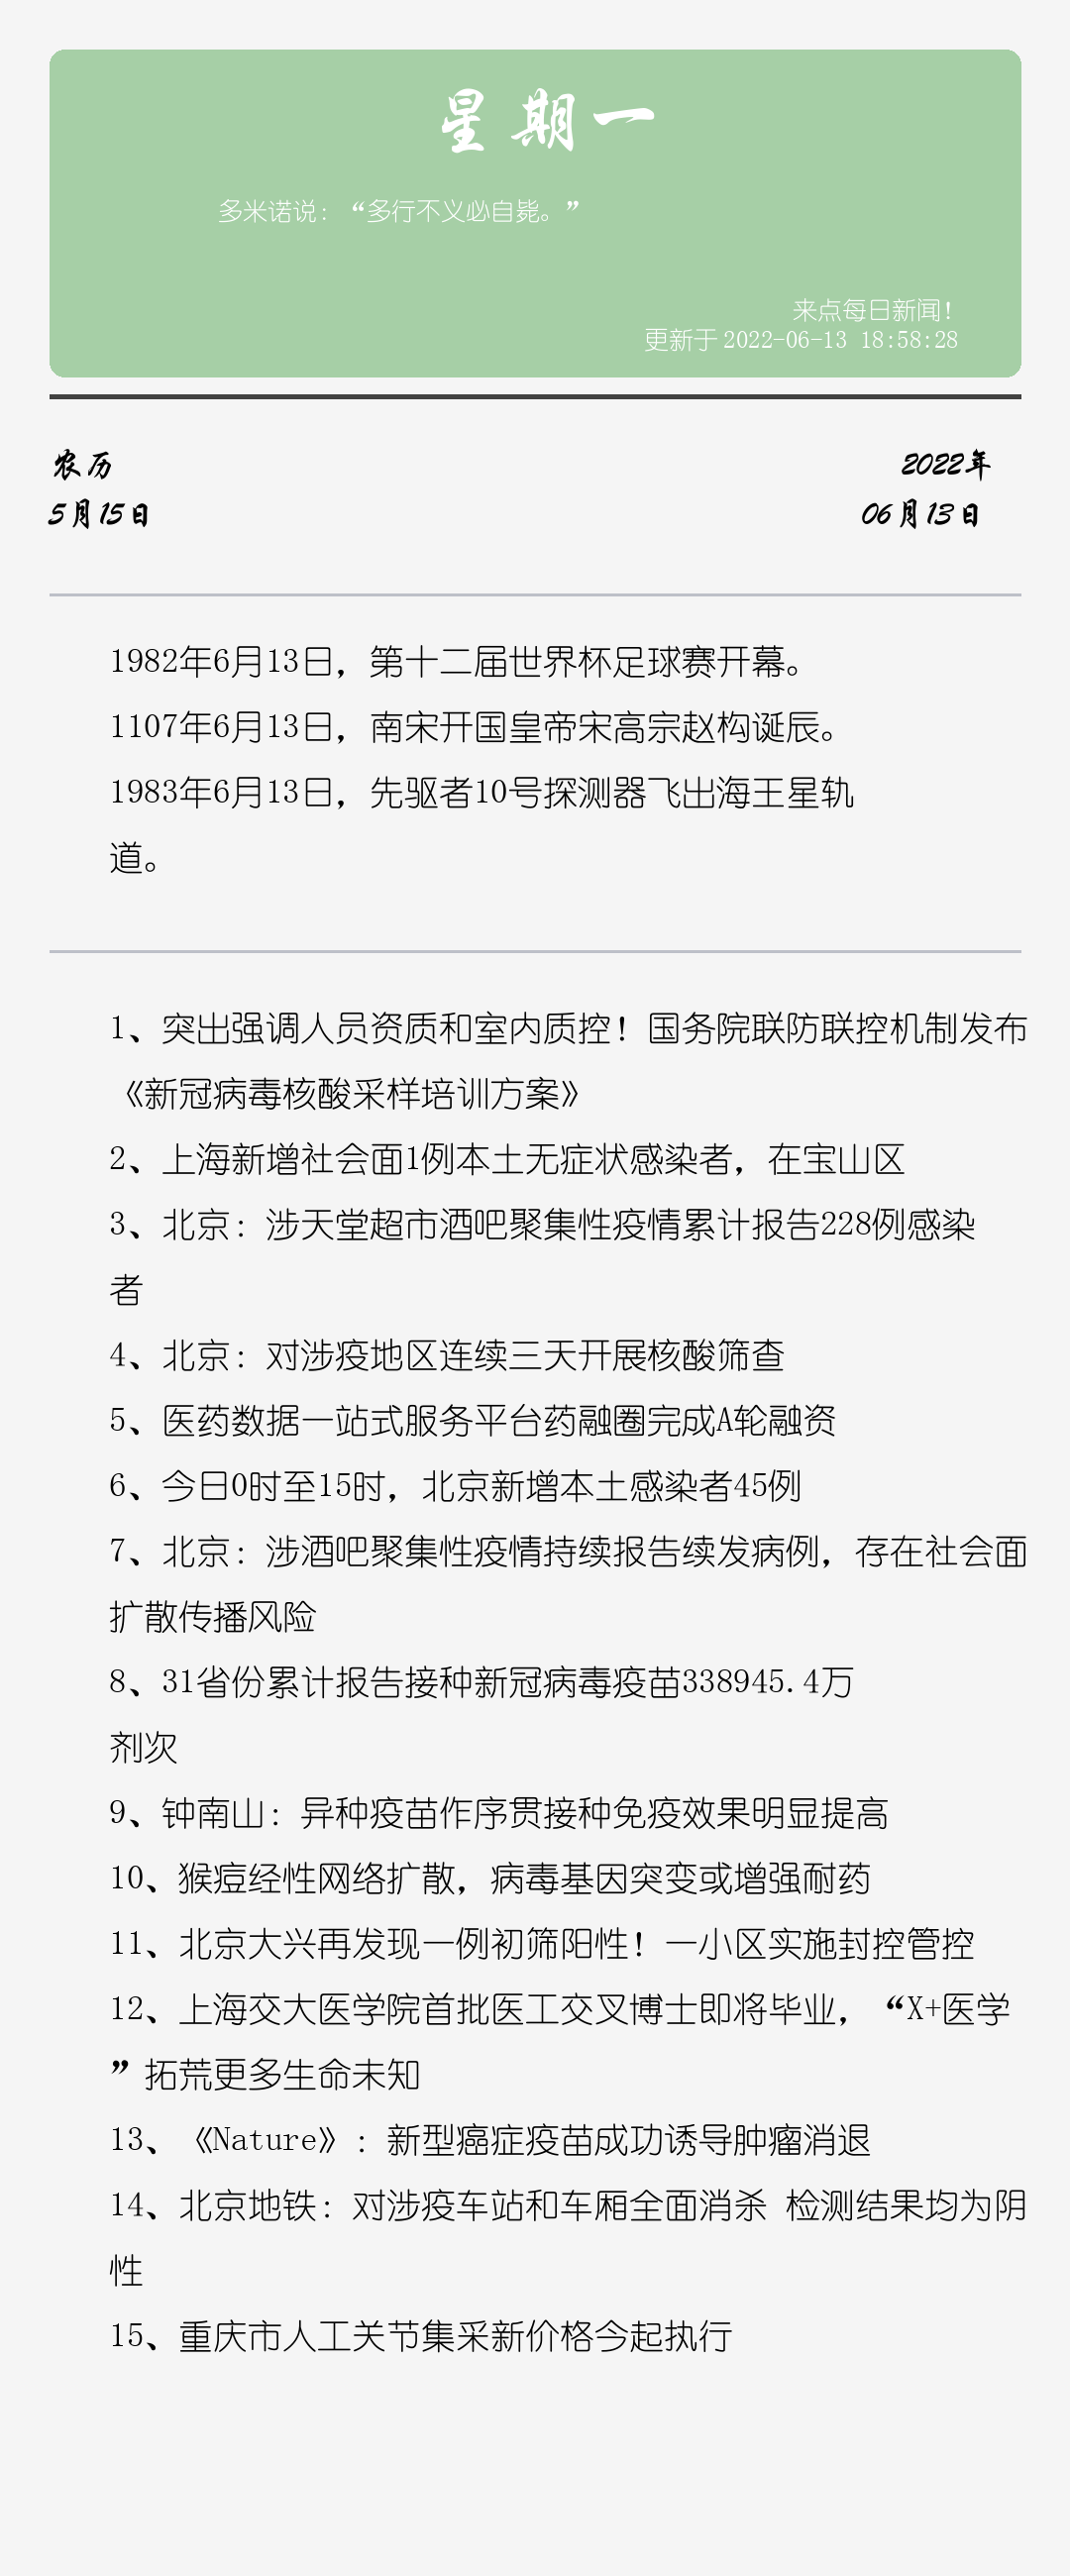 星期一
多米诺说：“多行不义必自毙。”
来点每日新闻！
更新于 2022-06-13 18:58:28
农历
5月15日
2022年
06月13日
1982年6月13日，第十二届世界杯足球赛开幕。
1107年6月13日，南宋开国皇帝宋高宗赵构诞辰。
1983年6月13日，先驱者10号探测器飞出海王星轨
道。
1、突出强调人员资质和室内质控！国务院联防联控机制发布
《新冠病毒核酸采样培训方案》
2、上海新增社会面1例本土无症状感染者，在宝山区
3、北京：涉天堂超市酒吧聚集性疫情累计报告228例感染
者
4、北京：对涉疫地区连续三天开展核酸筛查
5、医药数据一站式服务平台药融圈完成A轮融资
6、今日0时至15时，北京新增本土感染者45例
7、北京：涉酒吧聚集性疫情持续报告续发病例，存在社会面
扩散传播风险
8、31省份累计报告接种新冠病毒疫苗338945.4万
剂次
9、钟南山：异种疫苗作序贯接种免疫效果明显提高
10、猴痘经性网络扩散，病毒基因突变或增强耐药
11、北京大兴再发现一例初筛阳性！一小区实施封控管控
12、上海交大医学院首批医工交叉博士即将毕业，“X+医学
”拓荒更多生命未知
13、《Nature》：新型癌症疫苗成功诱导肿瘤消退
14、北京地铁：对涉疫车站和车厢全面消杀 检测结果均为阴
性
15、重庆市人工关节集采新价格今起执行